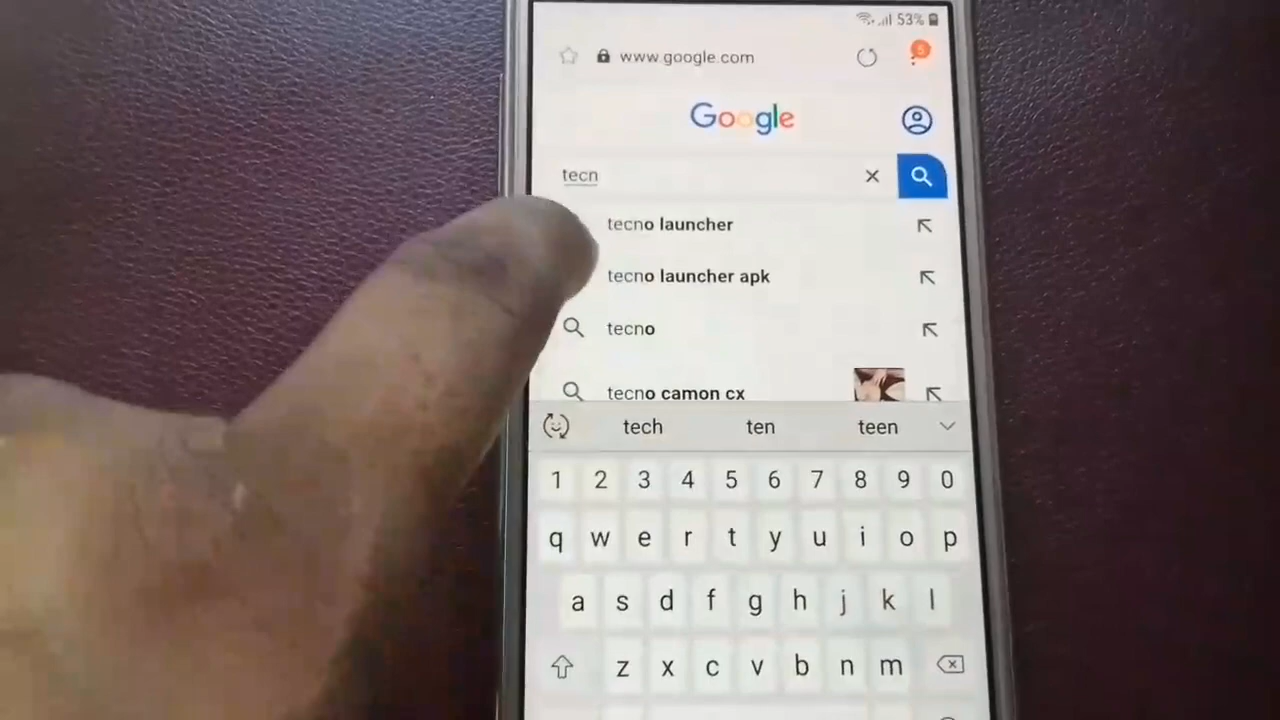 53%
www.google.com
5
Google
tecn
tecno launcher
tecno launcher apk
tecno
tecno camon cx
tech ten teen
1 2 3 4 5 6 7 8 9 0
q w e r t y u i o p
a s d f g h j k l
z x c v b n m